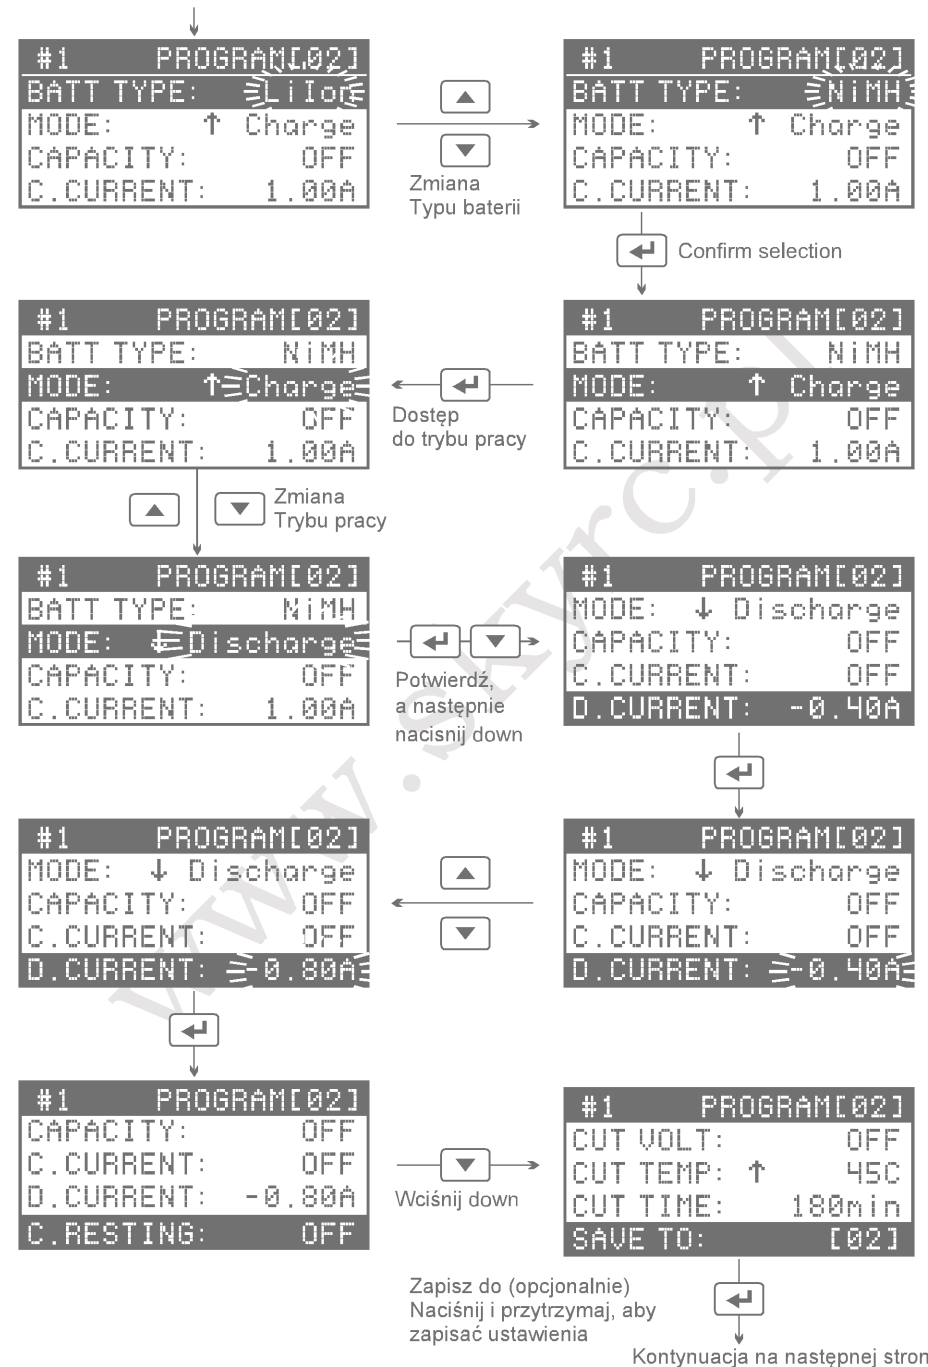 #1 PROGRAM[02]
BATT TYPE: LiIon
MODE: ↑ Charge
CAPACITY: OFF
C.CURRENT: 1.00A
Zmiana
Typu baterii
#1 PROGRAM[02]
BATT TYPE: NiMH
MODE: ↑ Charge
CAPACITY: OFF
C.CURRENT: 1.00A
Confirm selection
#1 PROGRAM[02]
BATT TYPE: NiMH
MODE: ↑ Charge
CAPACITY: OFF
C.CURRENT: 1.00A
Dostęp
do trybu pracy
#1 PROGRAM[02]
BATT TYPE: NiMH
MODE: ↑ Charge
CAPACITY: OFF
C.CURRENT: 1.00A
Zmiana
Trybu pracy
#1 PROGRAM[02]
BATT TYPE: NiMH
MODE: ↓ Discharge
CAPACITY: OFF
C.CURRENT: 1.00A
Potwierdź,
a następnie
nacisnij down
#1 PROGRAM[02]
MODE: ↓ Discharge
CAPACITY: OFF
C.CURRENT: OFF
D.CURRENT: -0.40A
#1 PROGRAM[02]
MODE: ↓ Discharge
CAPACITY: OFF
C.CURRENT: OFF
D.CURRENT: -0.80A
#1 PROGRAM[02]
MODE: ↓ Discharge
CAPACITY: OFF
C.CURRENT: OFF
D.CURRENT: -0.40A
#1 PROGRAM[02]
CAPACITY: OFF
C.CURRENT: OFF
D.CURRENT: -0.80A
C.RESTING: OFF
Wciśnij down
#1 PROGRAM[02]
CUT VOLT: OFF
CUT TEMP: ↑ 45C
CUT TIME: 180min
SAVE TO: [02]
Zapisz do (opcjonalnie)
Naciśnij i przytrzymaj, aby
zapisać ustawienia
Kontynuacja na następnej stron
www.skyrc.pl